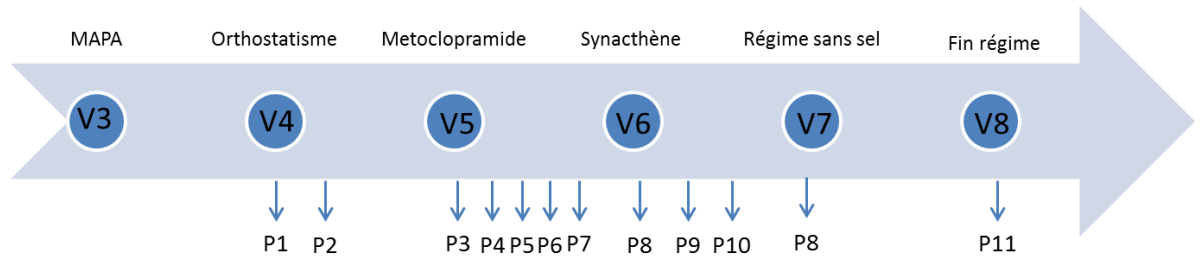 MAPA Orthostatisme Metoclopramide Synacthène Régime sans sel Fin régime
V3 V4 V5 V6 V7 V8
P1 P2 P3 P4 P5 P6 P7 P8 P9 P10 P8 P11